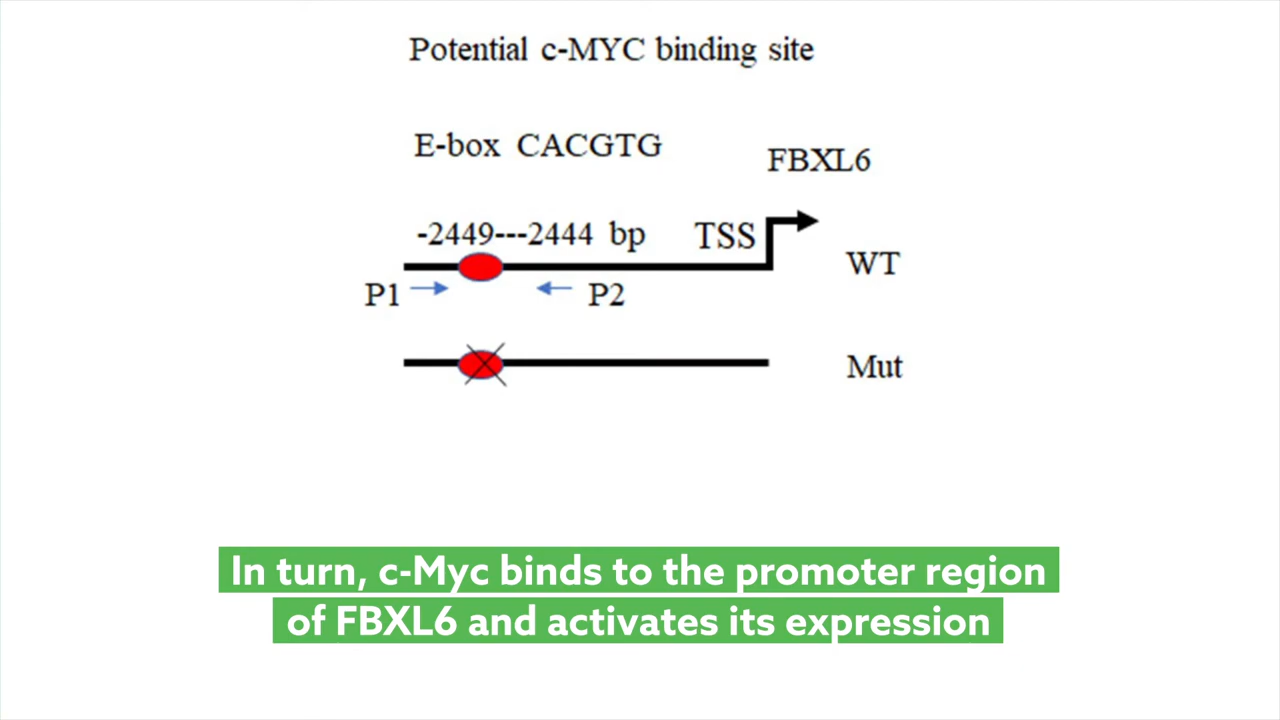 Potential c-MYC binding site
E-box CACGTG
FBXL6
-2449---2444 bp
TSS
WT
P1
P2
Mut
In turn, c-Myc binds to the promoter region
of FBXL6 and activates its expression